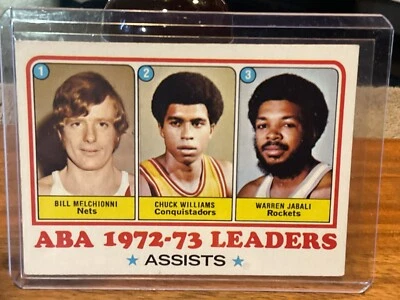 1 2 3
BILL MELCHIONNI CHUCK WILLIAMS WARREN JABALI
Nets Conquistadors Rockets
ABA 1972-73 LEADERS
★ ASSISTS ★